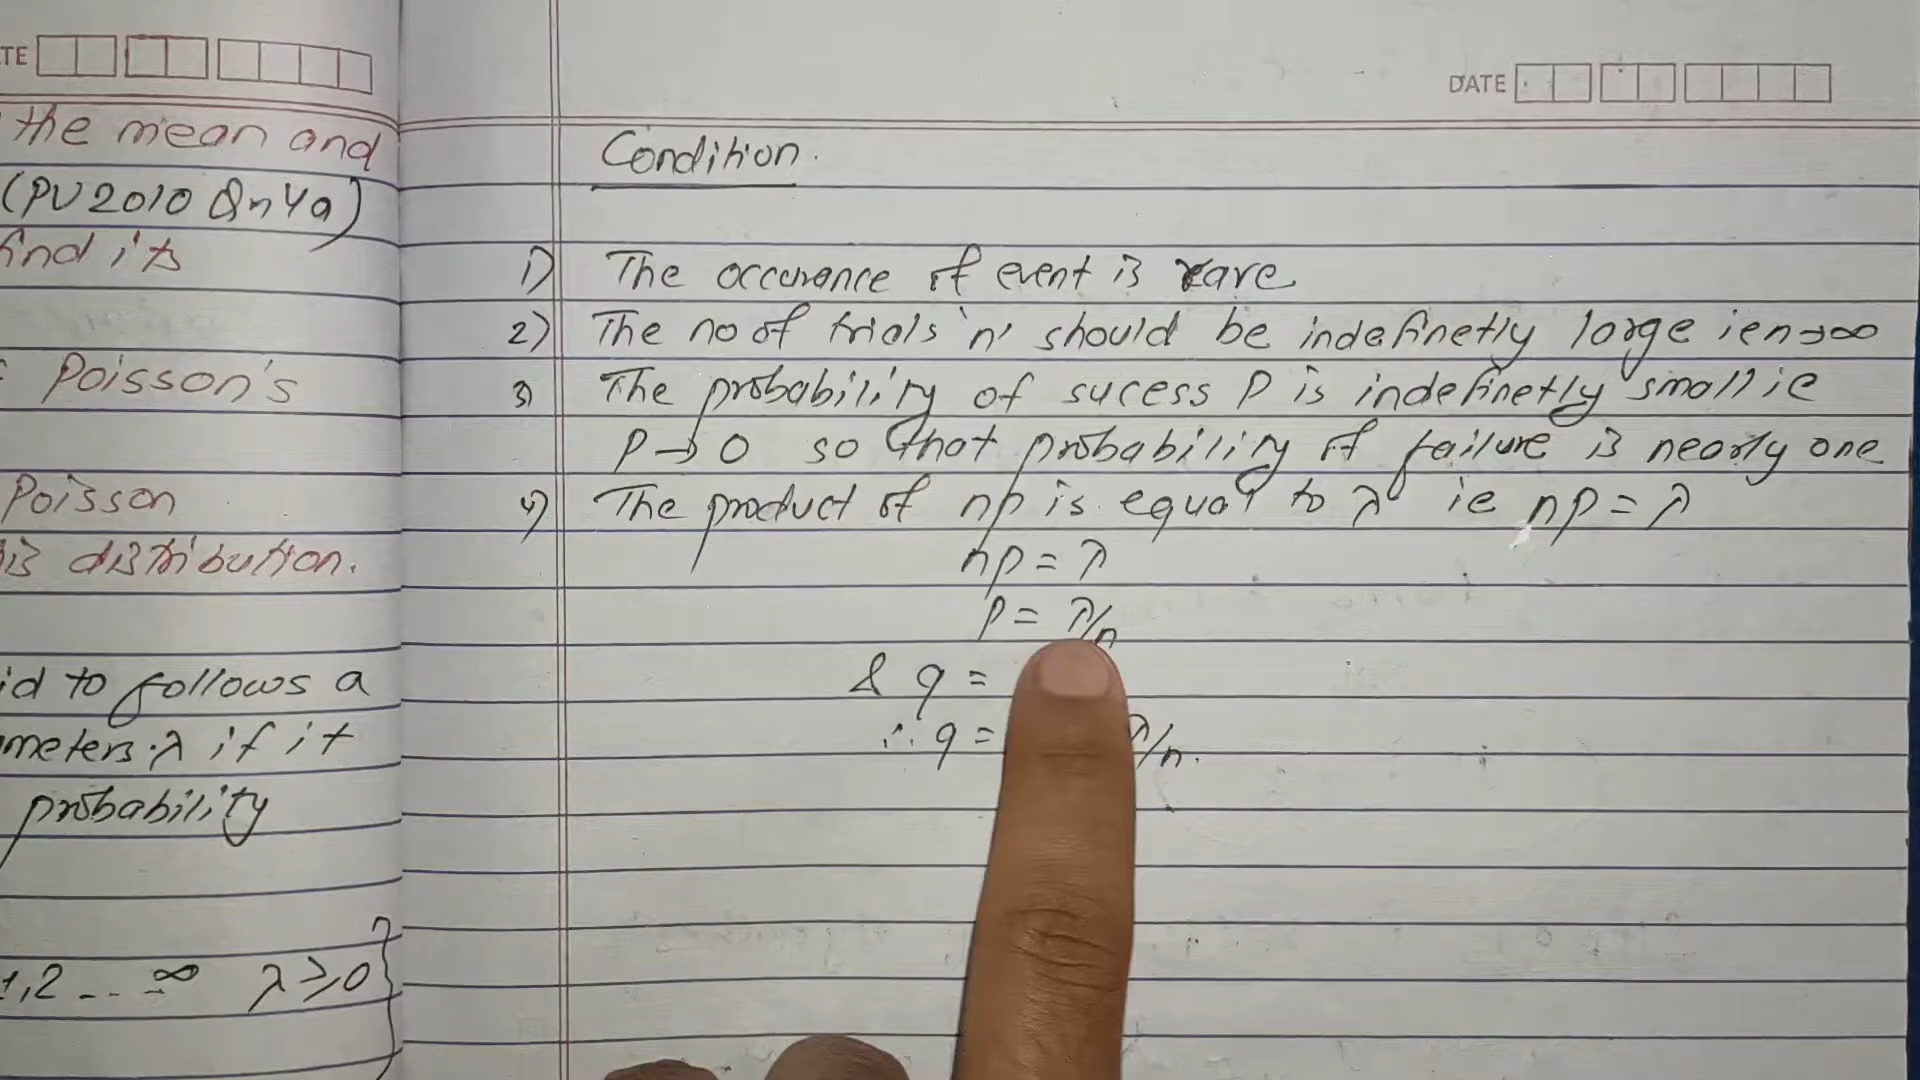 TE
the mean and
(PU 2010 Qn 4a)
find its
Poisson's
Poisson
is distribution.
id to follows a
meters λ if it
probability
1,2 -- ∞ λ≥0}
DATE
Condition.
1) The occurance of event is rare
2) The no of trials 'n' should be indefinetly large ie n→∞
3) The probability of sucess P is indefinetly small ie
P→0 so that probability of failure is nearly one
4) The product of np is equal to λ ie np = λ
np = λ
P = λ/n
& q =
∴ q = λ/n.